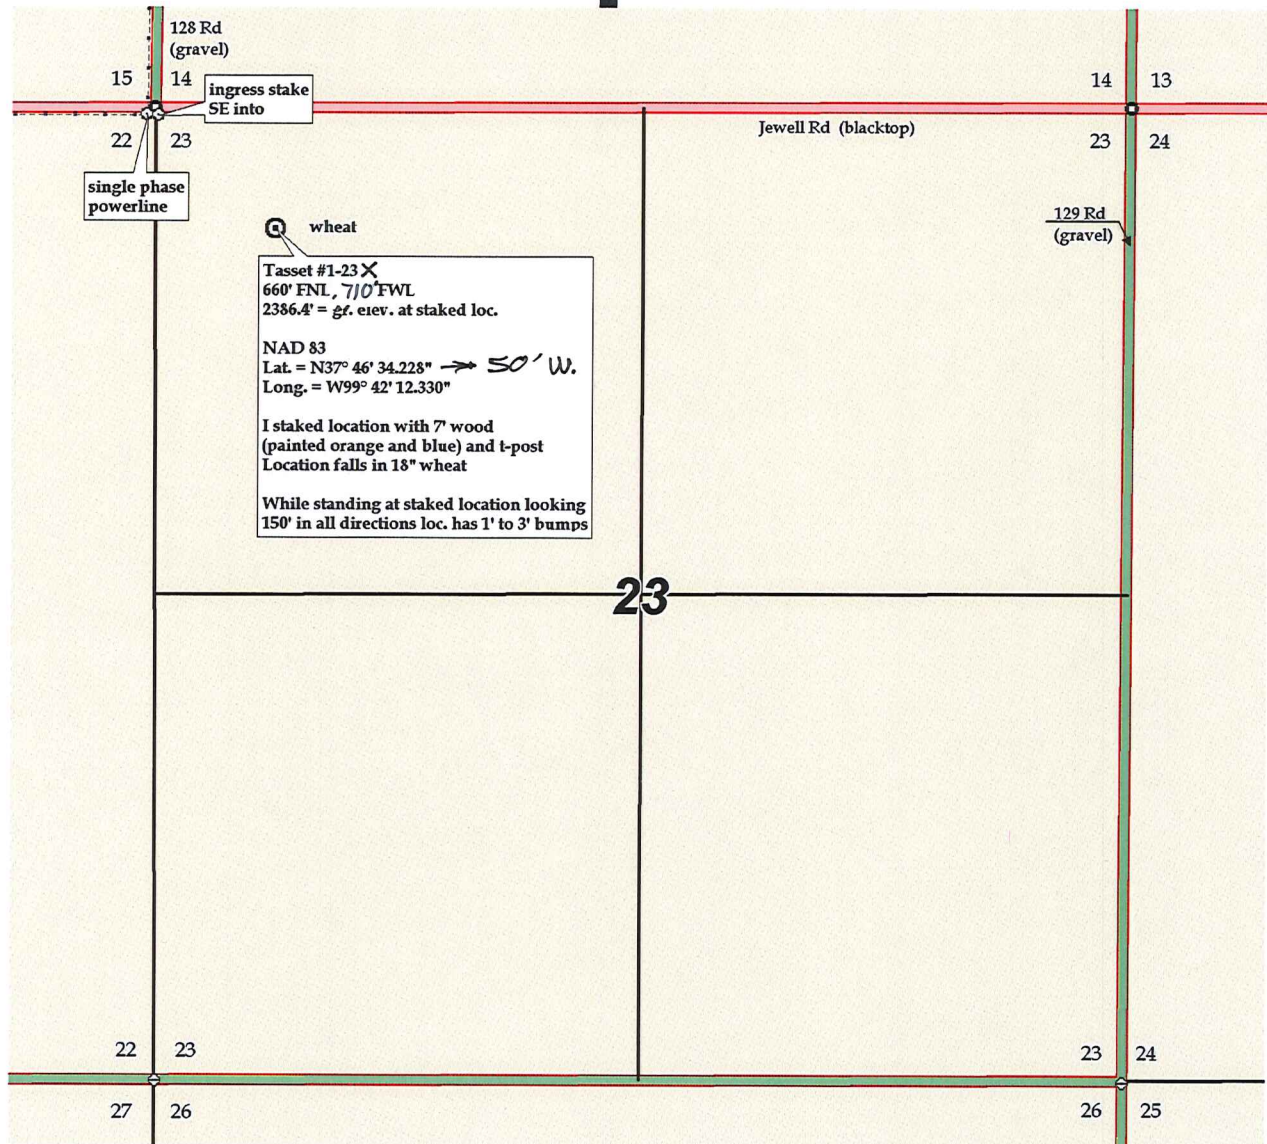 128 Rd
(gravel)
15 14
14 13
ingress stake
SE into
Jewell Rd (blacktop)
22 23
23 24
single phase
powerline
129 Rd
(gravel)
wheat
Tasset #1-23 X
660' FNL, 710' FWL
2386.4' = gr. elev. at staked loc.
NAD 83
Lat. = N37° 46' 34.228" → 50' W.
Long. = W99° 42' 12.330"
I staked location with 7' wood
(painted orange and blue) and t-post
Location falls in 18" wheat
While standing at staked location looking
150' in all directions loc. has 1' to 3' bumps
23
22 23
23 24
27 26
26 25